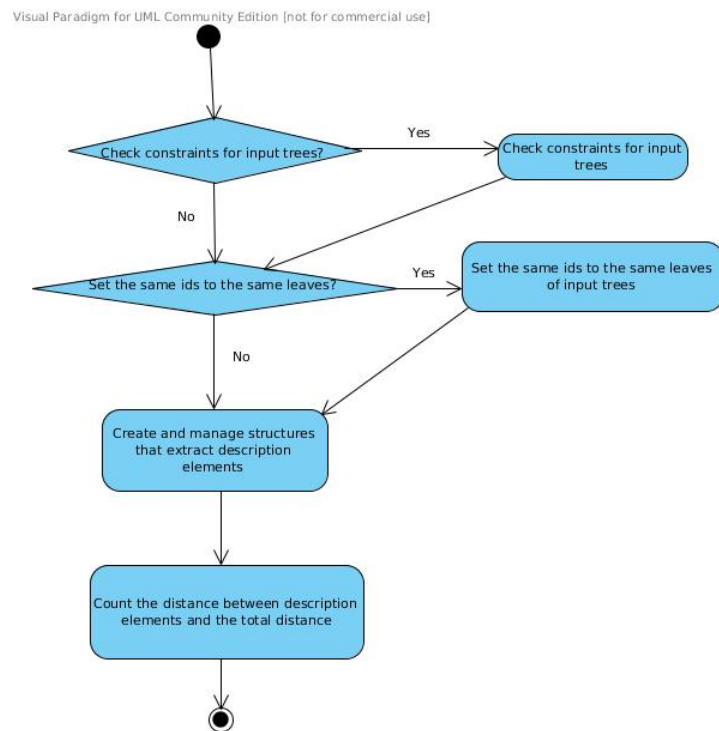 Visual Paradigm for UML Community Edition [not for commercial use]
Yes
Check constraints for input trees?
Check constraints for input
trees
No
Set the same ids to the same leaves?
Yes
Set the same ids to the same leaves
of input trees
No
Create and manage structures
that extract description
elements
Count the distance between description
elements and the total distance